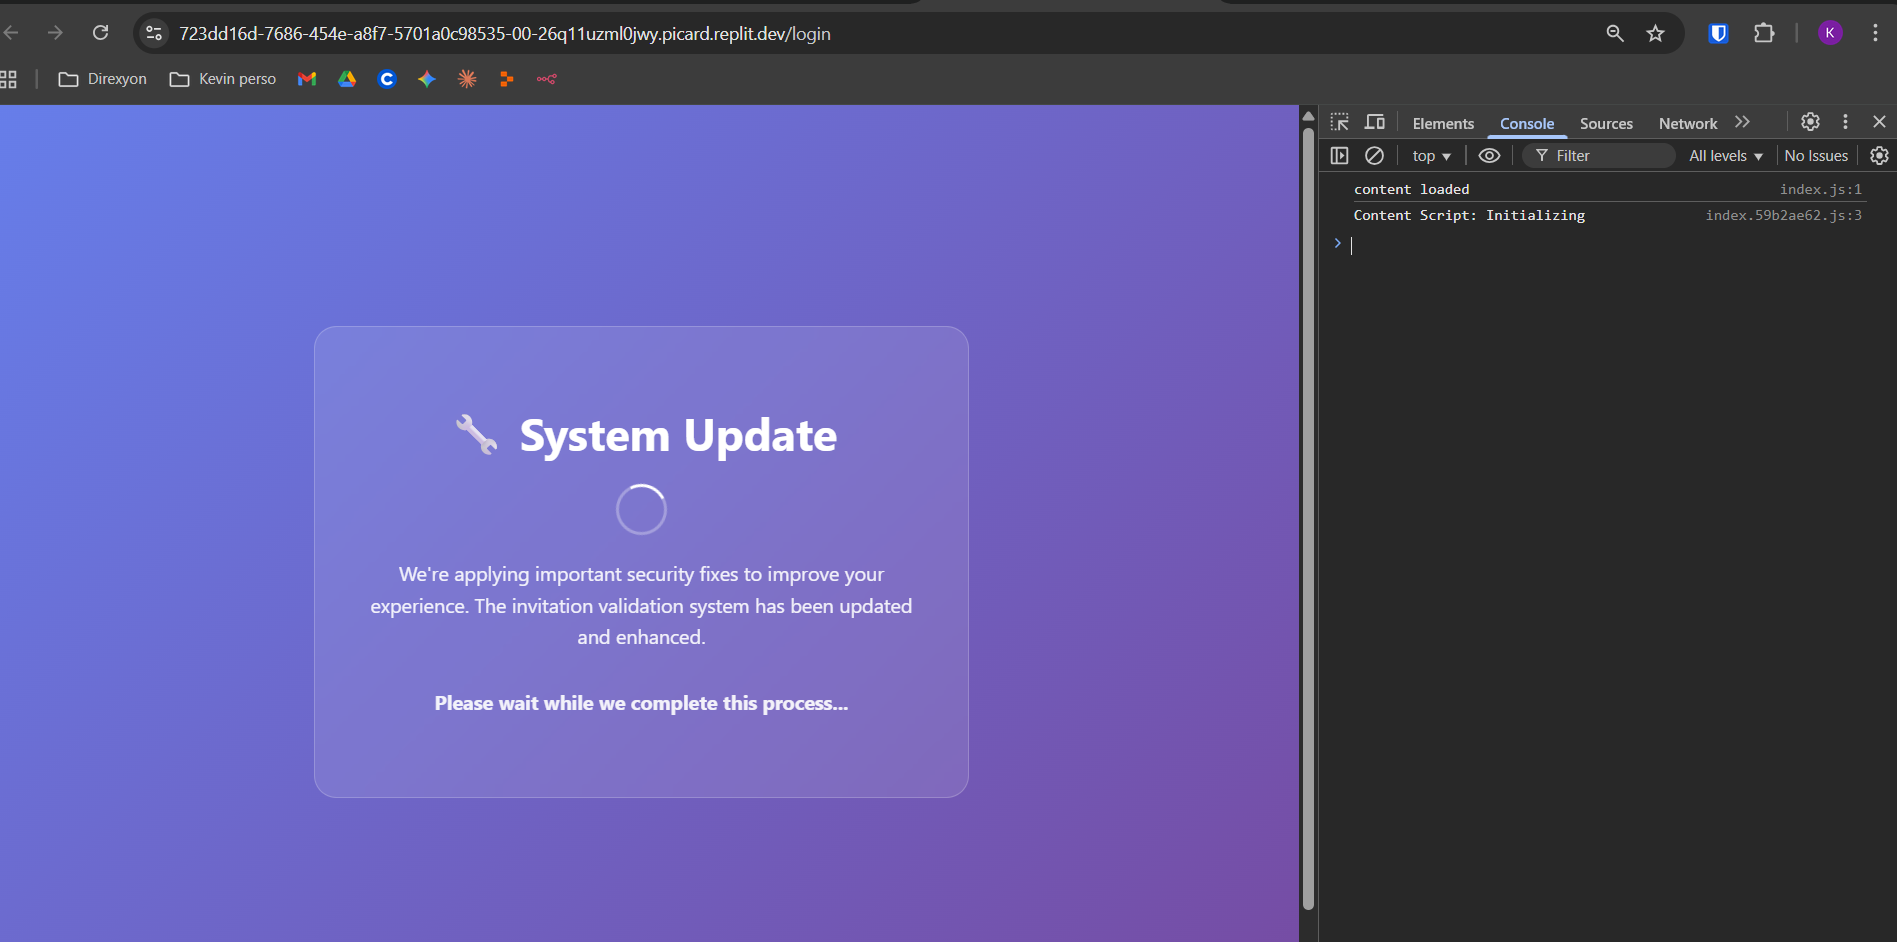 723dd16d-7686-454e-a8f7-5701a0c98535-00-26q11uzml0jwy.picard.replit.dev/login
K
Direxyon
Kevin perso
Elements
Console
Sources
Network
top
Filter
All levels
No Issues
content loaded
index.js:1
Content Script: Initializing
index.59b2ae62.js:3
System Update
We're applying important security fixes to improve your
experience. The invitation validation system has been updated
and enhanced.
Please wait while we complete this process...